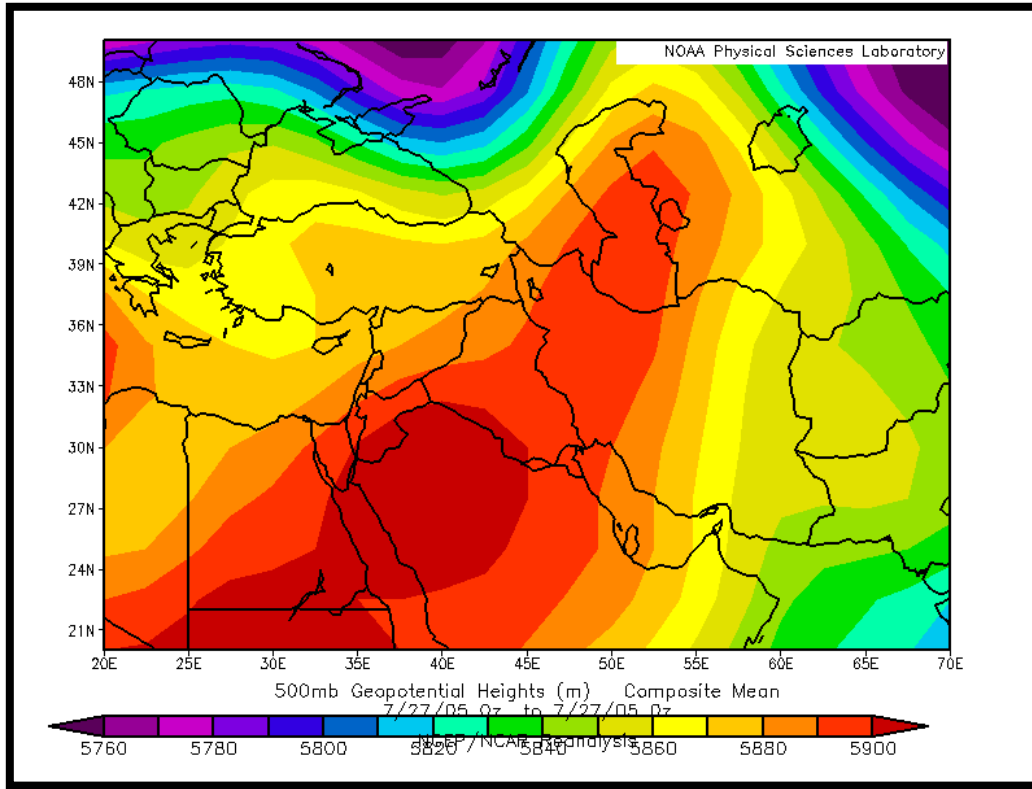 NOAA Physical Sciences Laboratory
48N
45N
42N
39N
36N
33N
30N
27N
24N
21N
20E 25E 30E 35E 40E 45E 50E 55E 60E 65E 70E
500mb Geopotential Heights (m) Composite Mean
7/27/05 0z to 7/27/05 0z
NCEP/NCAR Reanalysis
5760 5780 5800 5820 5840 5860 5880 5900